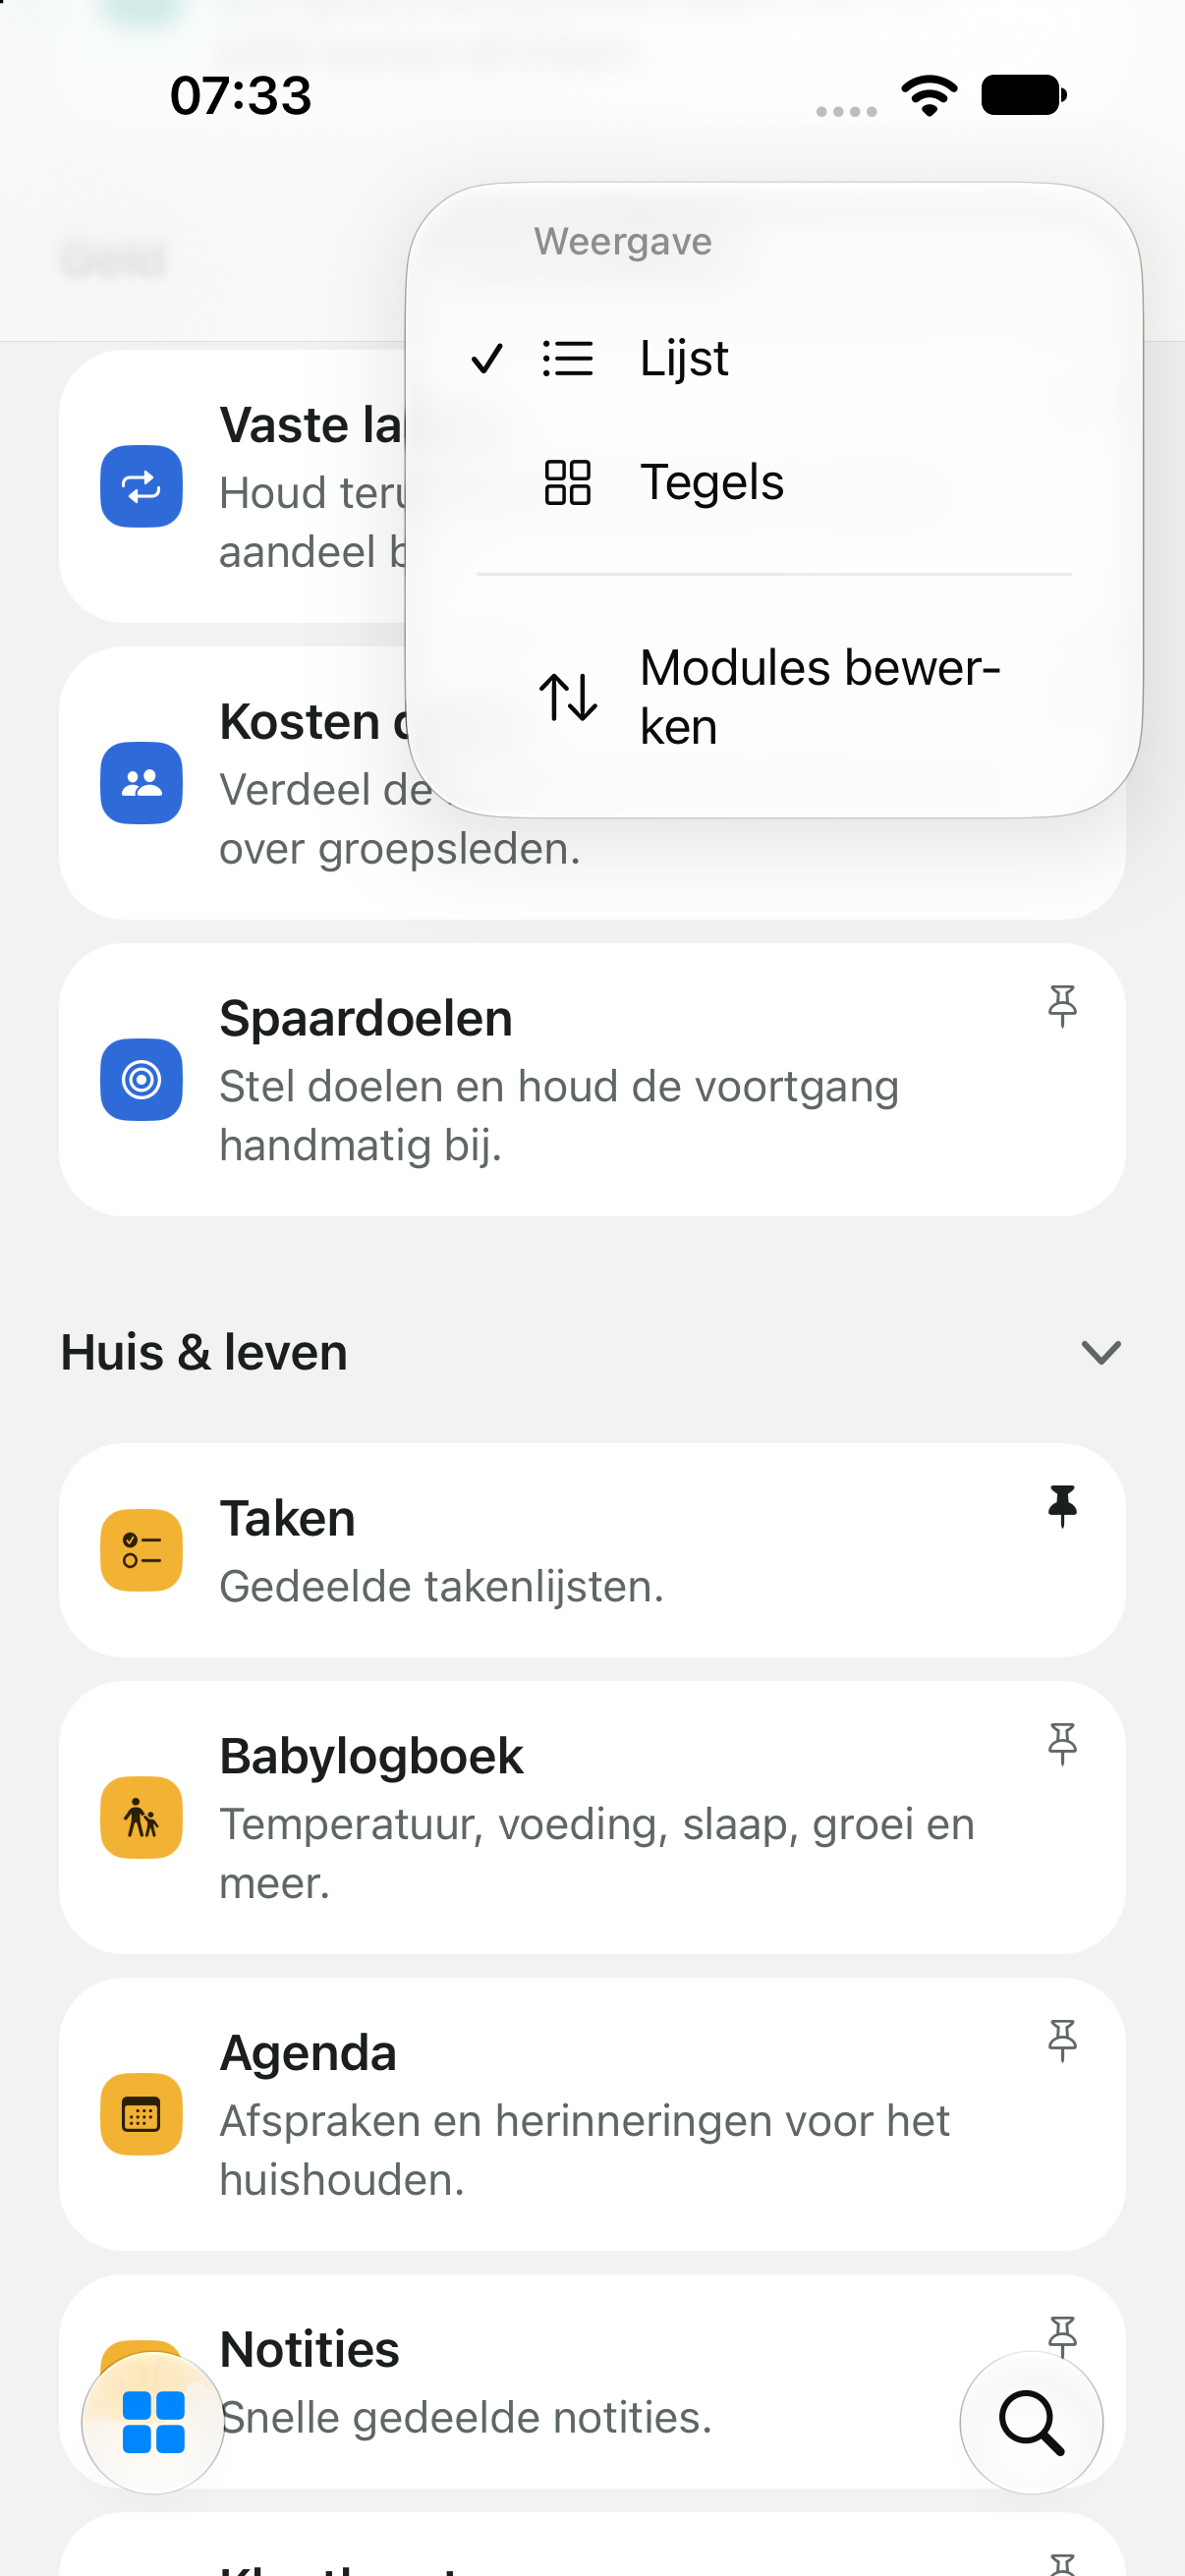 07:33
Geld
Weergave
Lijst
Tegels
Modules bewer-
ken
Vaste
Houd
aandeel
Kosten
Verdeel de
over groepsleden.
Spaardoelen
Stel doelen en houd de voortgang
handmatig bij.
Huis & leven
Taken
Gedeelde takenlijsten.
Babylogboek
Temperatuur, voeding, slaap, groei en
meer.
Agenda
Afspraken en herinneringen voor het
huishouden.
Notities
Snelle gedeelde notities.